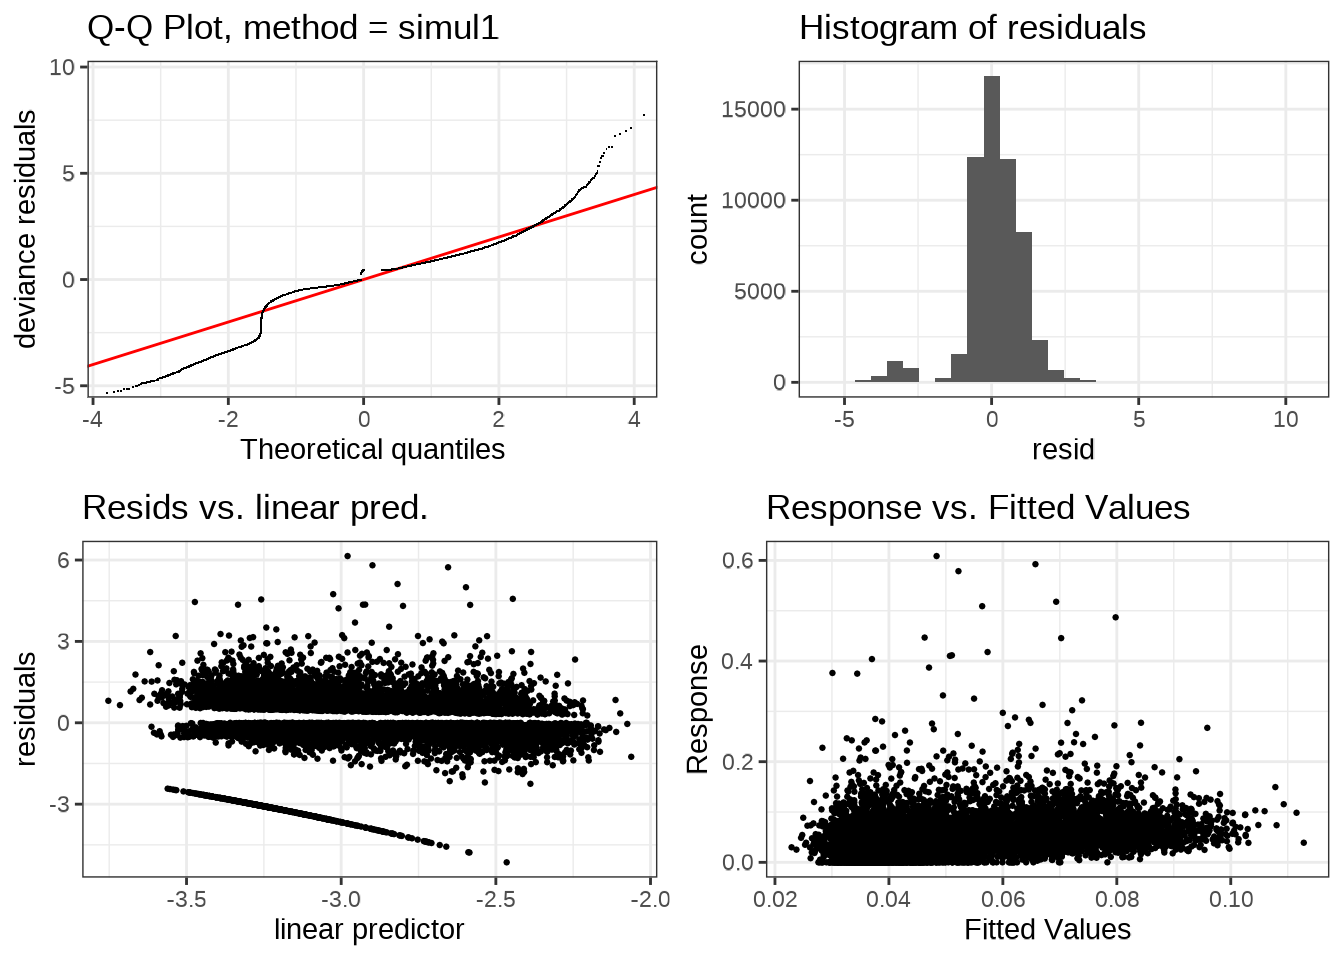 Q-Q Plot, method = simul1
10
5
0
-5
deviance residuals
-4 -2 0 2 4
Theoretical quantiles
Histogram of residuals
15000
10000
5000
0
count
-5 0 5 10
resid
Resids vs. linear pred.
6
3
0
-3
residuals
-3.5 -3.0 -2.5 -2.0
linear predictor
Response vs. Fitted Values
0.6
0.4
0.2
0.0
Response
0.02 0.04 0.06 0.08 0.10
Fitted Values